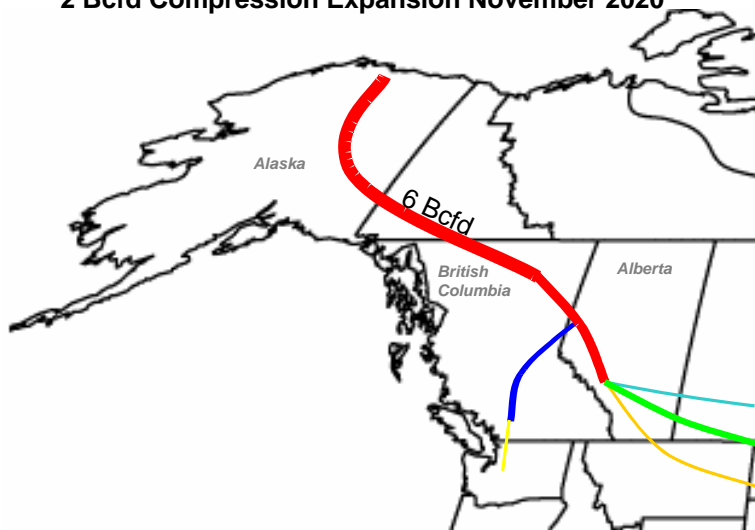 2 Bcfd Compression Expansion November 2020
Alaska
6 Bcfd
British
Columbia
Alberta